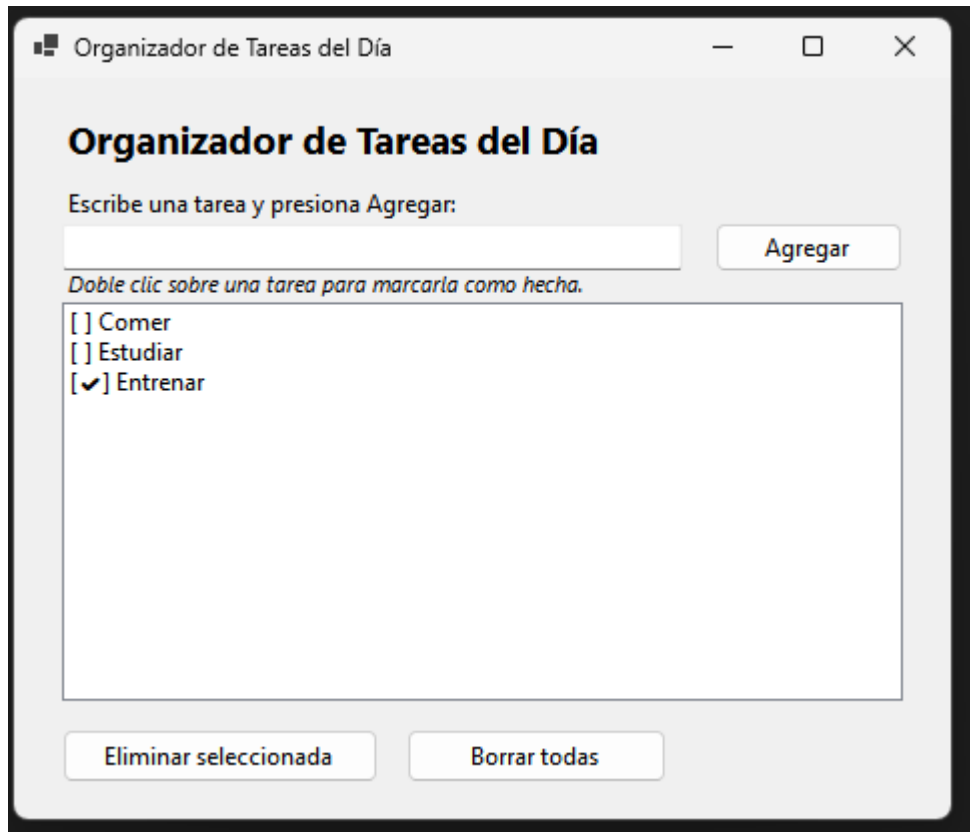 Organizador de Tareas del Día
Organizador de Tareas del Día
Escribe una tarea y presiona Agregar:
Agregar
Doble clic sobre una tarea para marcarla como hecha.
[ ] Comer
[ ] Estudiar
[✔] Entrenar
Eliminar seleccionada
Borrar todas